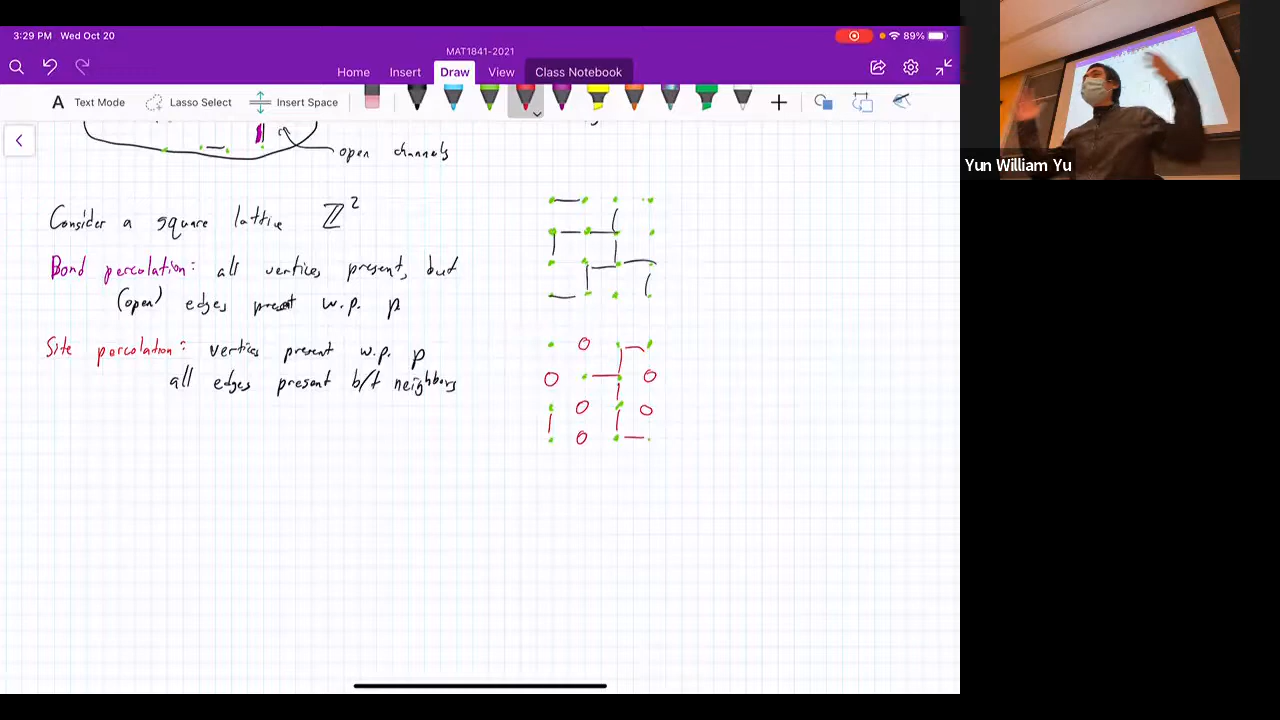 3:29 PM Wed Oct 20
89%
MAT1841-2021
Home Insert Draw View Class Notebook
A Text Mode Lasso Select Insert Space
open channels
Consider a square lattice ℤ²
Bond percolation: all vertices present, but
(open) edges present w.p. p
Site percolation: vertices present w.p. p
all edges present b/t neighbors
Yun William Yu